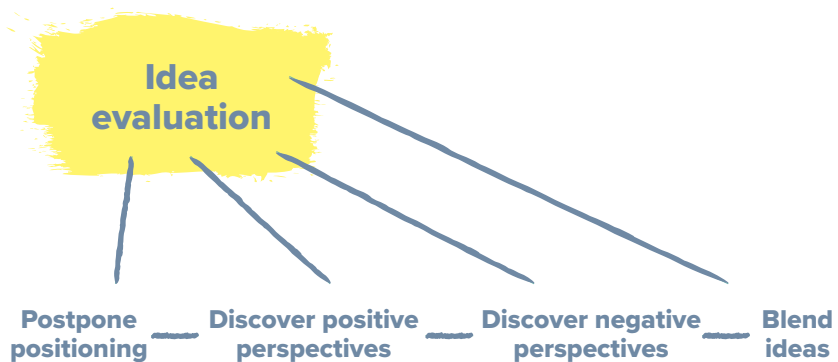 Idea
evaluation
Postpone
positioning
Discover positive
perspectives
Discover negative
perspectives
Blend
ideas